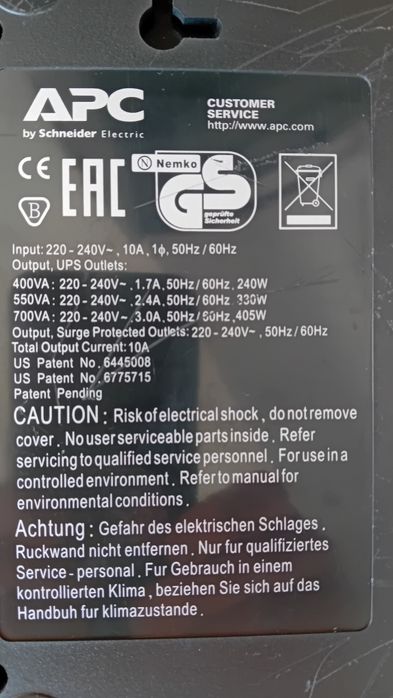 APC
by Schneider Electric
CUSTOMER
SERVICE
http://www.apc.com
CE
B
EAC
N Nemko
GS
geprüfte
Sicherheit
Input: 220-240V~, 10A, 1ϕ, 50Hz/60Hz
Output, UPS Outlets:
400VA: 220-240V~, 1.7A, 50Hz/60Hz, 240W
550VA: 220-240V~, 2.4A, 50Hz/60Hz, 330W
700VA: 220-240V~, 3.0A, 50Hz/60Hz, 405W
Output, Surge Protected Outlets: 220-240V~, 50Hz/60Hz
Total Output Current: 10A
US Patent No. 6445008
US Patent No. 6775715
Patent Pending
CAUTION: Risk of electrical shock, do not remove
cover. No user serviceable parts inside. Refer
servicing to qualified service personnel. For use in a
controlled environment. Refer to manual for
environmental conditions.
Achtung: Gefahr des elektrischen Schlages.
Ruckwand nicht entfernen. Nur fur qualifiziertes
Service-personal. Fur Gebrauch in einem
kontrollierten Klima, beziehen Sie sich auf das
Handbuh fur klimazustande.